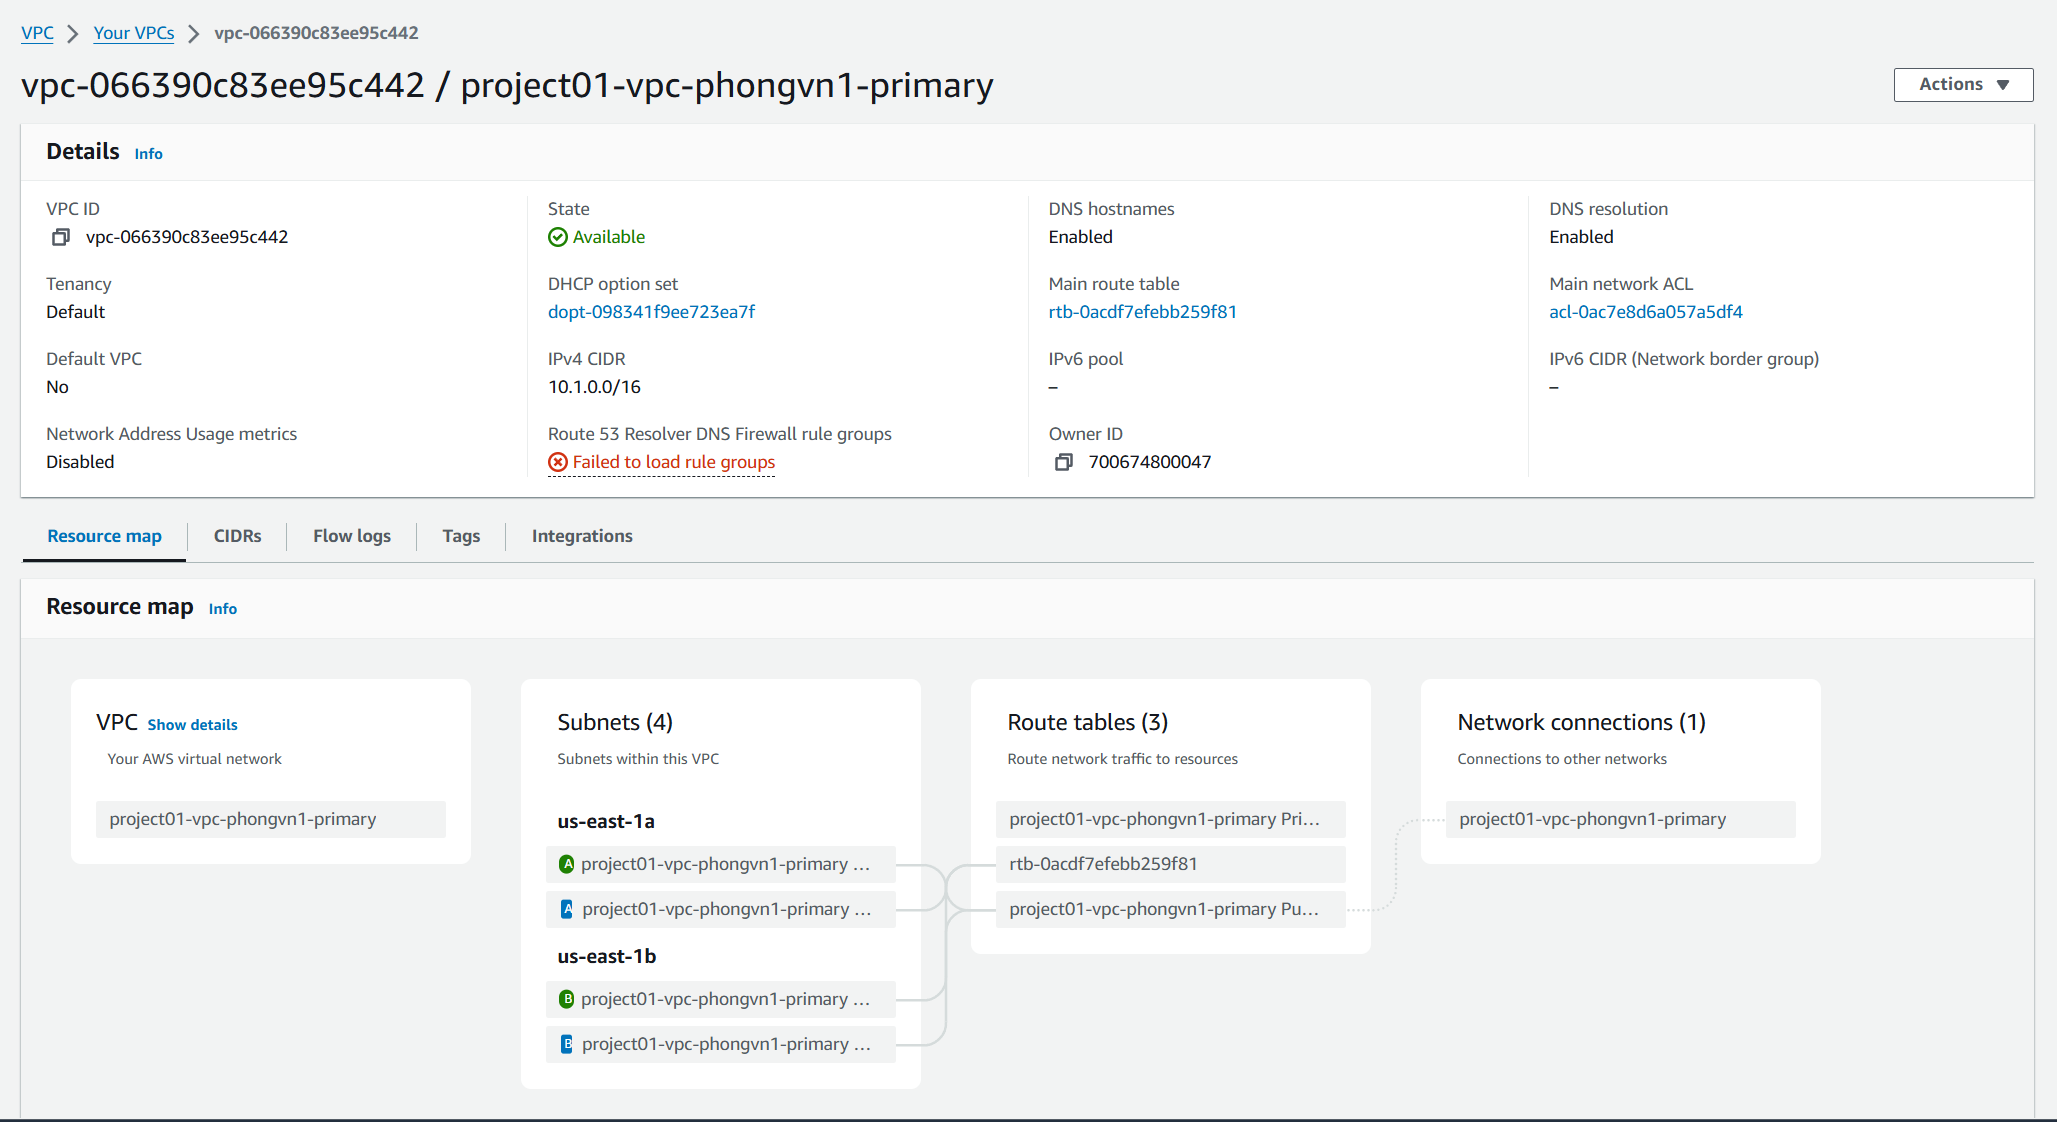 VPC > Your VPCs > vpc-066390c83ee95c442
vpc-066390c83ee95c442 / project01-vpc-phongvn1-primary
Actions ▼
Details Info
VPC ID
vpc-066390c83ee95c442
State
Available
DNS hostnames
Enabled
DNS resolution
Enabled
Tenancy
Default
DHCP option set
dopt-098341f9ee723ea7f
Main route table
rtb-0acdf7efebb259f81
Main network ACL
acl-0ac7e8d6a057a5df4
Default VPC
No
IPv4 CIDR
10.1.0.0/16
IPv6 pool
–
IPv6 CIDR (Network border group)
–
Network Address Usage metrics
Disabled
Route 53 Resolver DNS Firewall rule groups
Failed to load rule groups
Owner ID
700674800047
Resource map
CIDRs
Flow logs
Tags
Integrations
Resource map Info
VPC Show details
Your AWS virtual network
project01-vpc-phongvn1-primary
Subnets (4)
Subnets within this VPC
us-east-1a
A project01-vpc-phongvn1-primary ...
A project01-vpc-phongvn1-primary ...
us-east-1b
B project01-vpc-phongvn1-primary ...
B project01-vpc-phongvn1-primary ...
Route tables (3)
Route network traffic to resources
project01-vpc-phongvn1-primary Pri...
rtb-0acdf7efebb259f81
project01-vpc-phongvn1-primary Pu...
Network connections (1)
Connections to other networks
project01-vpc-phongvn1-primary